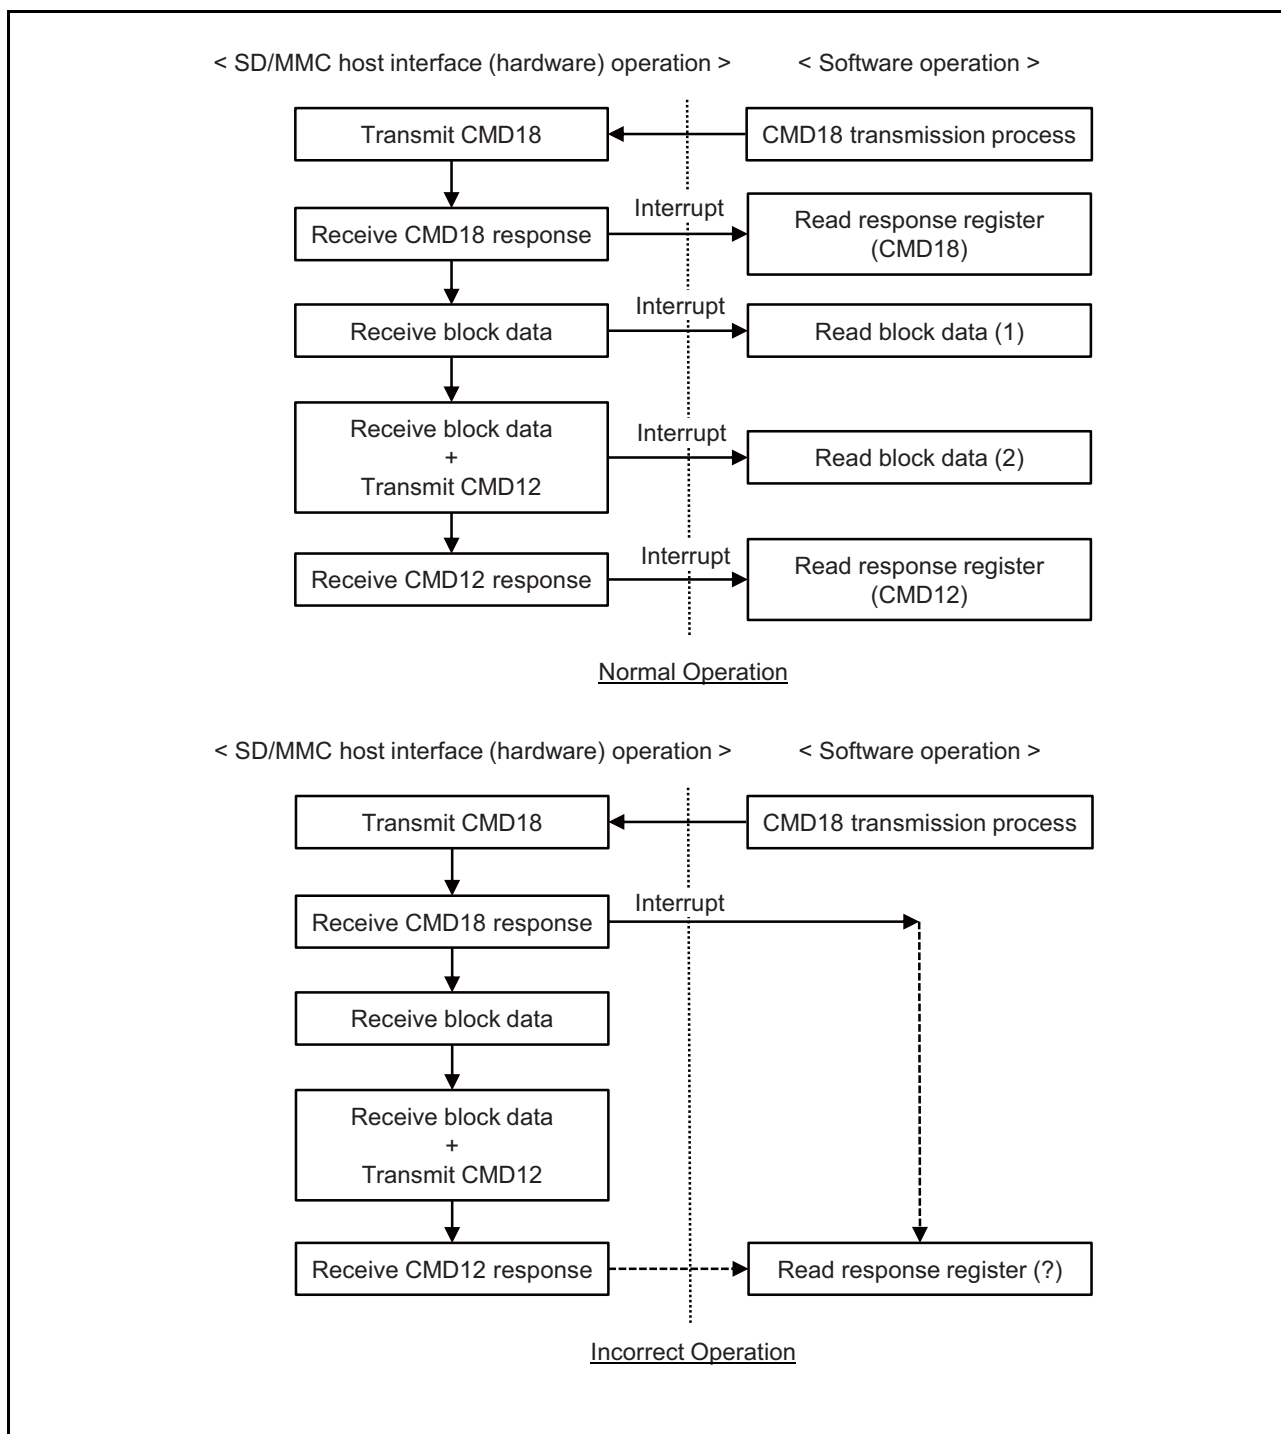 < SD/MMC host interface (hardware) operation >
< Software operation >
Transmit CMD18
CMD18 transmission process
Receive CMD18 response
Interrupt
Read response register
(CMD18)
Receive block data
Interrupt
Read block data (1)
Receive block data
+
Transmit CMD12
Interrupt
Read block data (2)
Receive CMD12 response
Interrupt
Read response register
(CMD12)
Normal Operation
< SD/MMC host interface (hardware) operation >
< Software operation >
Transmit CMD18
CMD18 transmission process
Receive CMD18 response
Interrupt
Receive block data
Receive block data
+
Transmit CMD12
Receive CMD12 response
Read response register (?)
Incorrect Operation